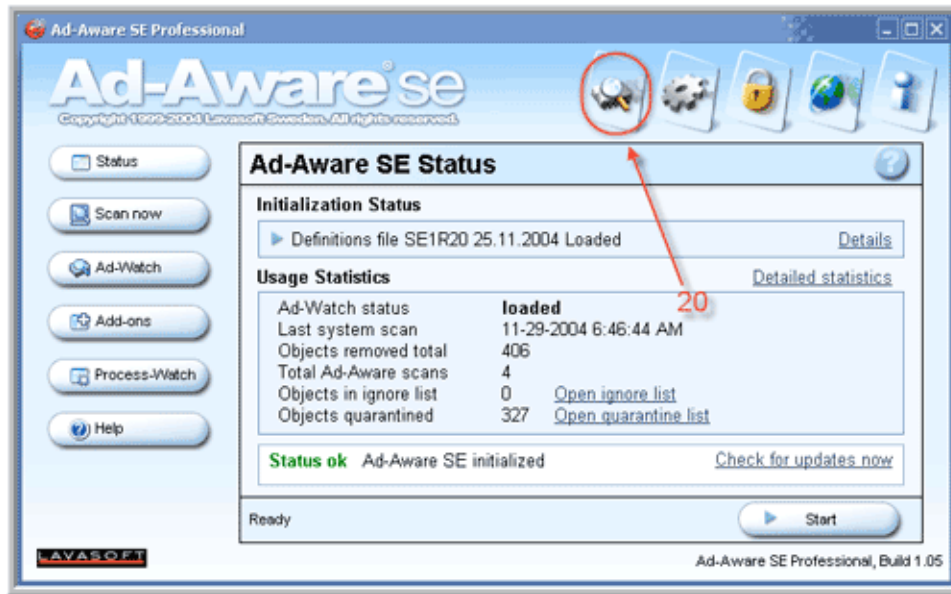 Ad-Aware SE Professional
Ad-Aware SE
Copyright 1999-2004 Lavasoft Sweden. All rights reserved.
Status
Scan now
Ad-Watch
Add-ons
Process-Watch
Help
Ad-Aware SE Status
Initialization Status
Definitions file SE1R20 25.11.2004 Loaded Details
Usage Statistics Detailed statistics
20
Ad-Watch status loaded
Last system scan 11-29-2004 6:46:44 AM
Objects removed total 406
Total Ad-Aware scans 4
Objects in ignore list 0 Open ignore list
Objects quarantined 327 Open quarantine list
Status ok Ad-Aware SE initialized Check for updates now
Ready Start
LAVASOFT
Ad-Aware SE Professional, Build 1.05